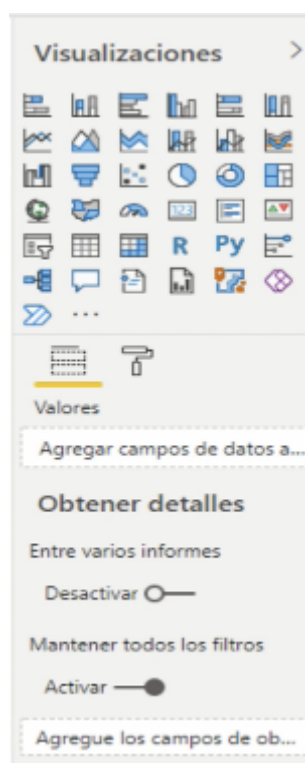 Visualizaciones
123
R Py
Valores
Agregar campos de datos a...
Obtener detalles
Entre varios informes
Desactivar
Mantener todos los filtros
Activar
Agregue los campos de ob...